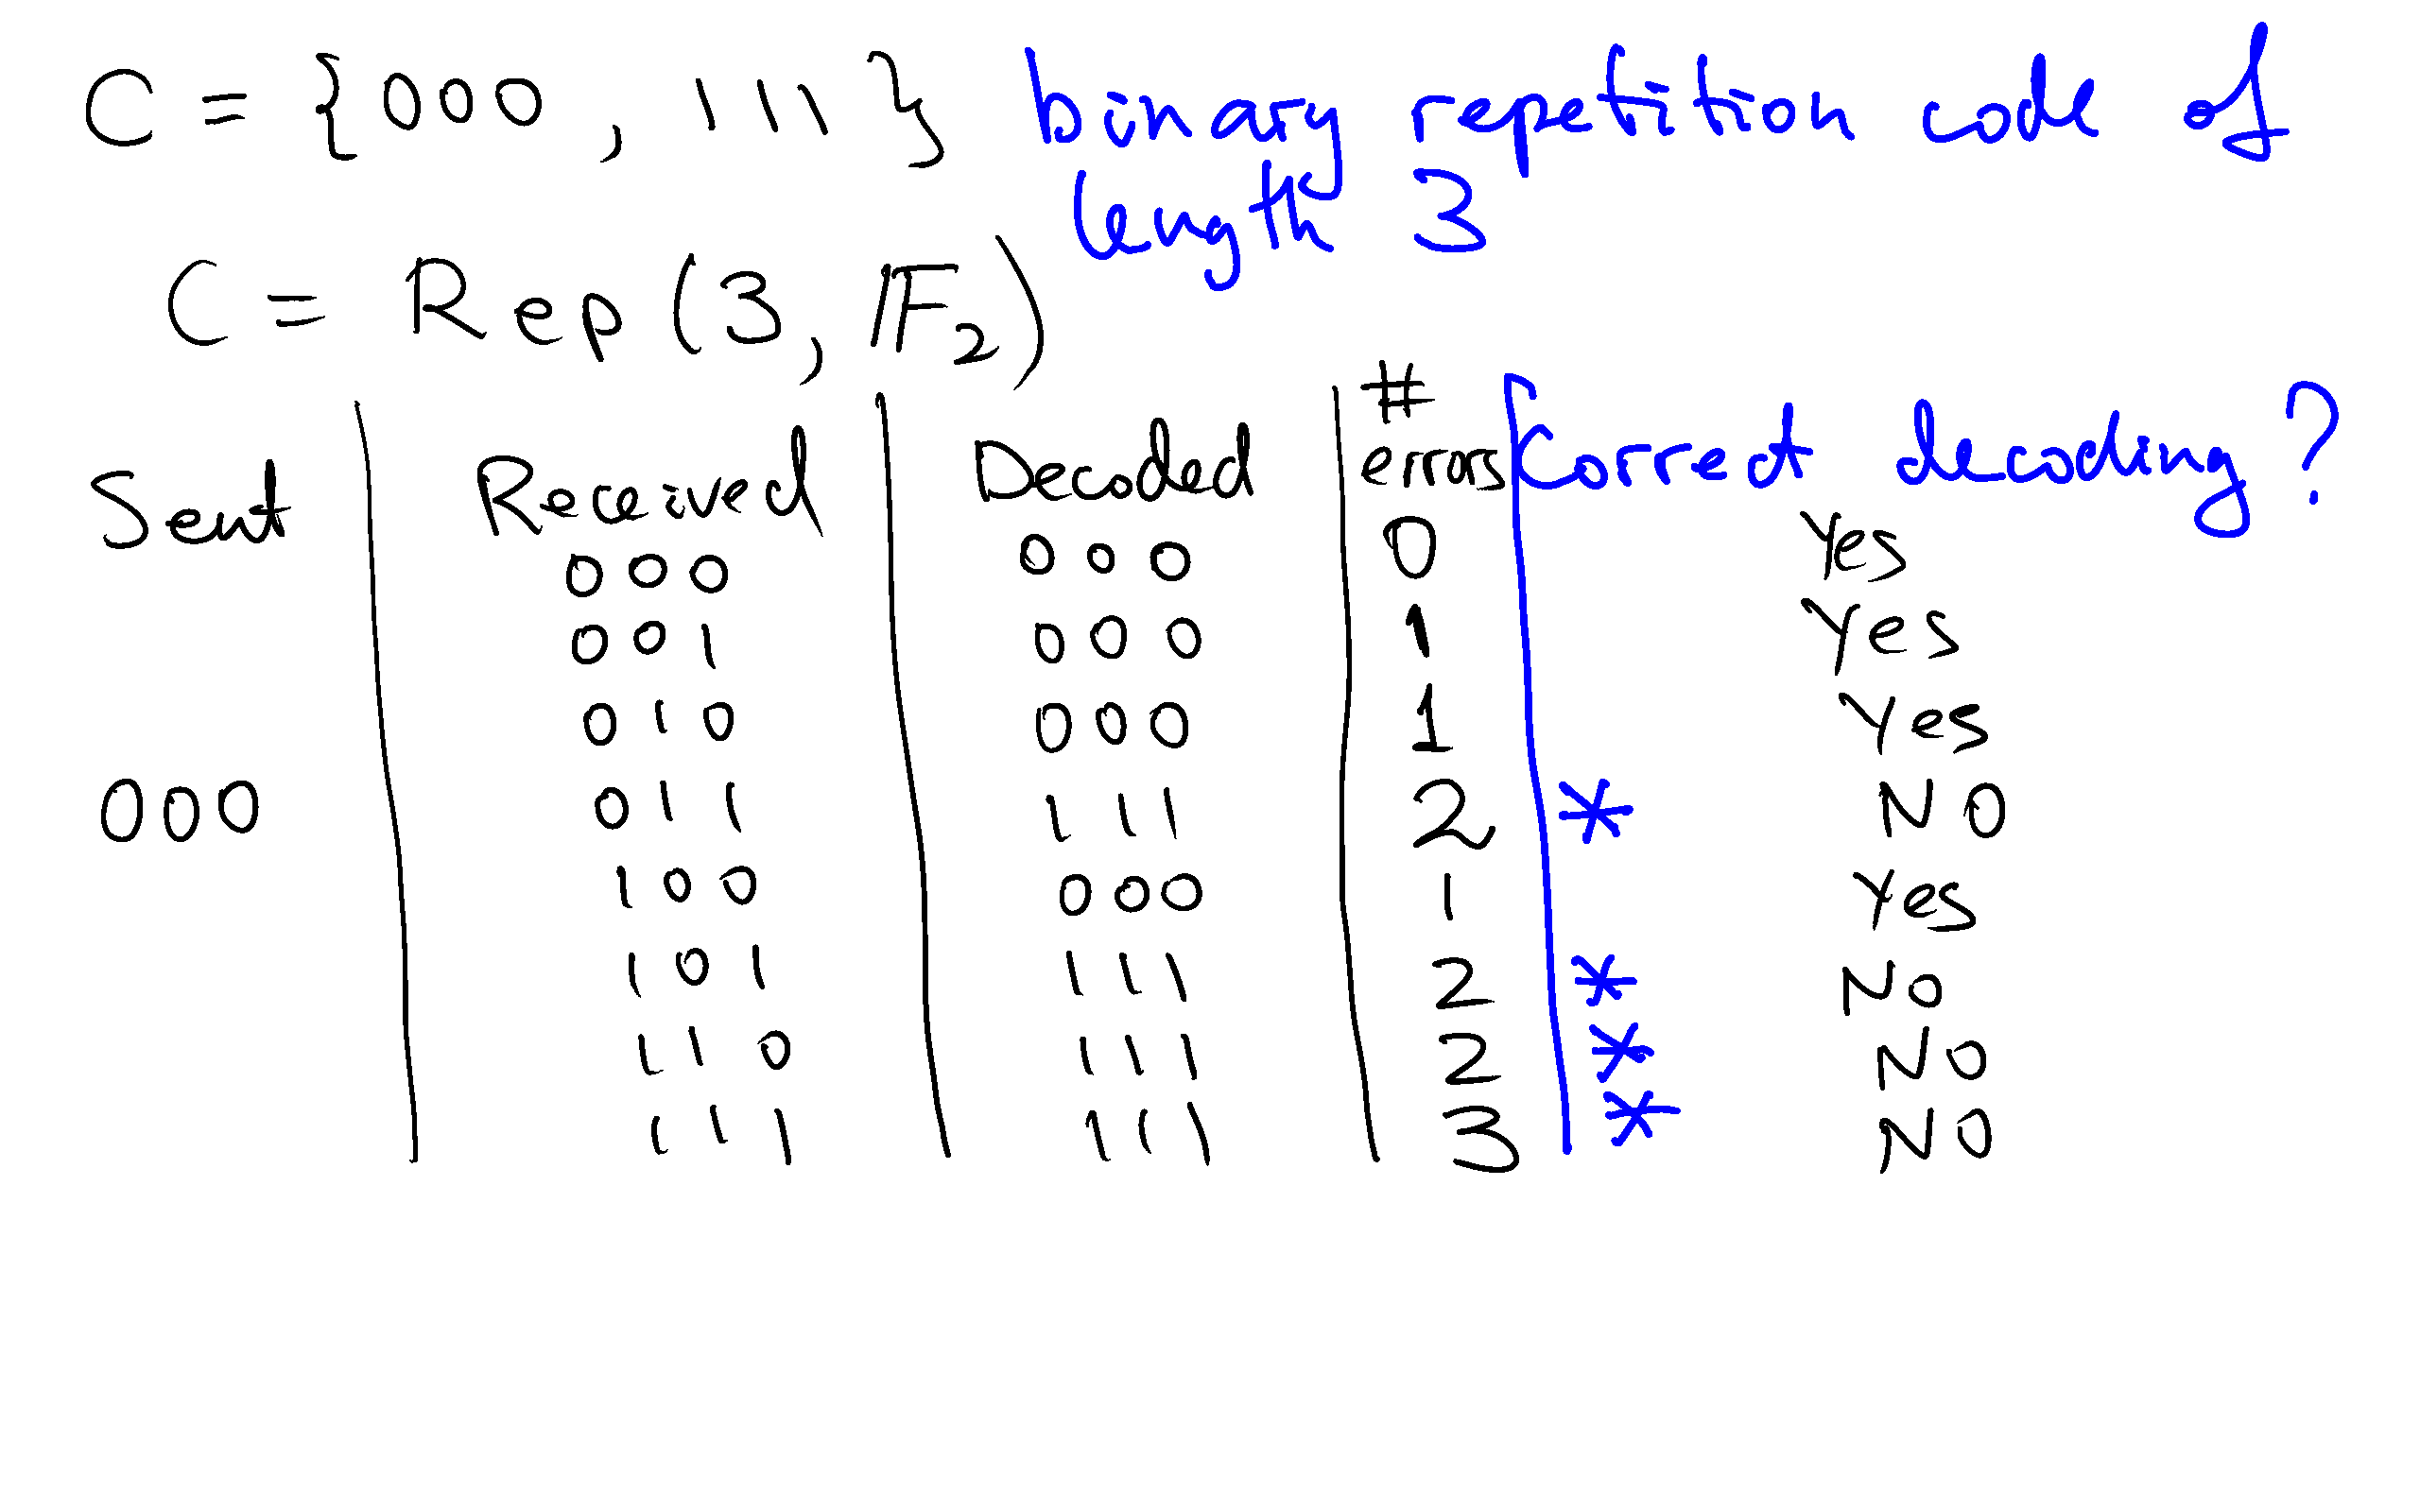 C = {000, 111} binary repetition code of
length 3
C = Rep (3, 𝔽₂)
Sent | Received | Decoded | # errors | Correct decoding?
000 000 0 Yes
001 000 1 Yes
010 000 1 Yes
000 011 111 2 * NO
100 000 1 Yes
101 111 2 * No
110 111 2 * NO
111 111 3 * NO